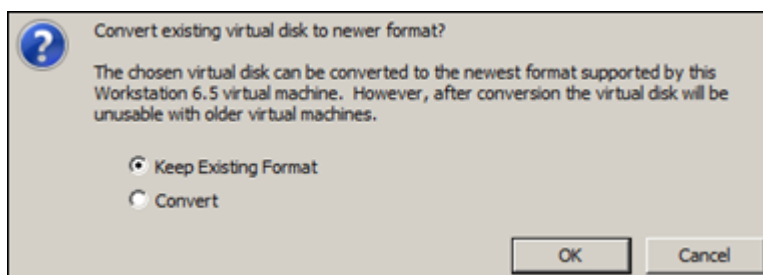 Convert existing virtual disk to newer format?
The chosen virtual disk can be converted to the newest format supported by this
Workstation 6.5 virtual machine.  However, after conversion the virtual disk will be
unusable with older virtual machines.
Keep Existing Format
Convert
OK Cancel